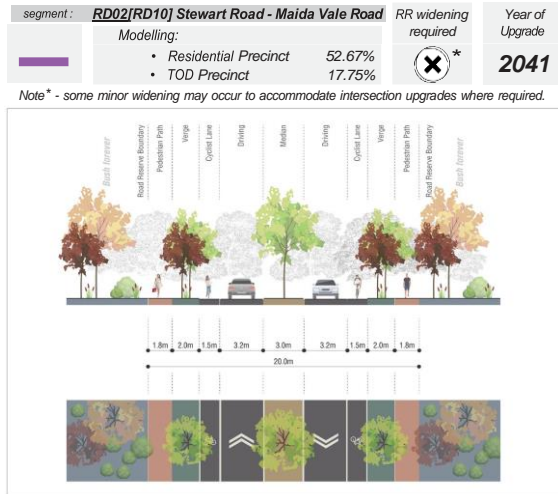 segment : RD02[RD10] Stewart Road - Maida Vale Road
RR widening required
Year of Upgrade
Modelling:
• Residential Precinct 52.67%
• TOD Precinct 17.75%
*
2041
Note* - some minor widening may occur to accommodate intersection upgrades where required.
Bush forever
Road Reserve Boundary
Pedestrian Path
Verge
Cyclist Lane
Driving
Median
Driving
Cyclist Lane
Verge
Pedestrian Path
Road Reserve Boundary
Bush forever
1.8m 2.0m 1.5m 3.2m 3.0m 3.2m 1.5m 2.0m 1.8m
20.0m